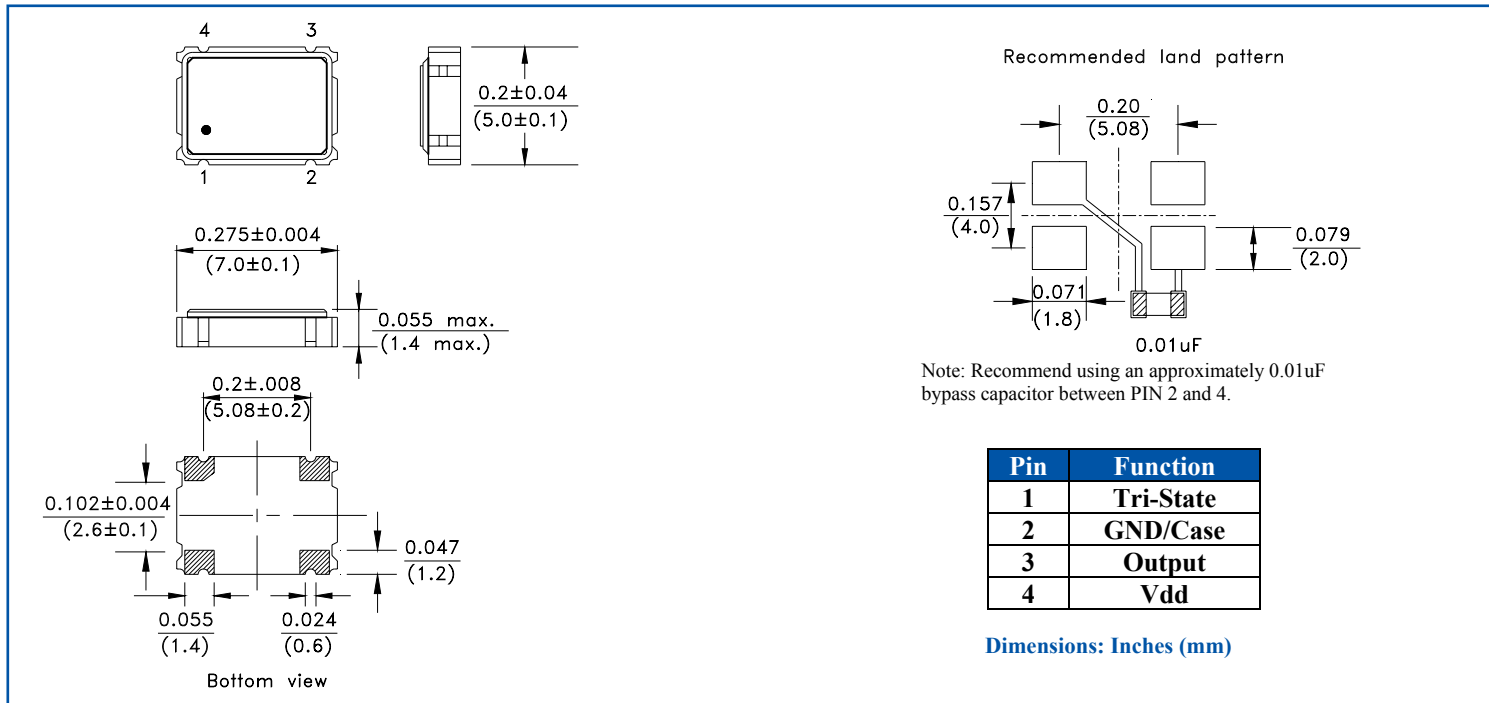 4 3
1 2
0.2±0.04
(5.0±0.1)
0.275±0.004
(7.0±0.1)
0.055 max.
(1.4 max.)
0.2±.008
(5.08±0.2)
0.102±0.004
(2.6±0.1)
0.047
(1.2)
0.055
(1.4)
0.024
(0.6)
Bottom view
Recommended land pattern
0.20
(5.08)
0.157
(4.0)
0.079
(2.0)
0.071
(1.8)
0.01uF
Note: Recommend using an approximately 0.01uF
bypass capacitor between PIN 2 and 4.
Pin Function
1 Tri-State
2 GND/Case
3 Output
4 Vdd
Dimensions: Inches (mm)